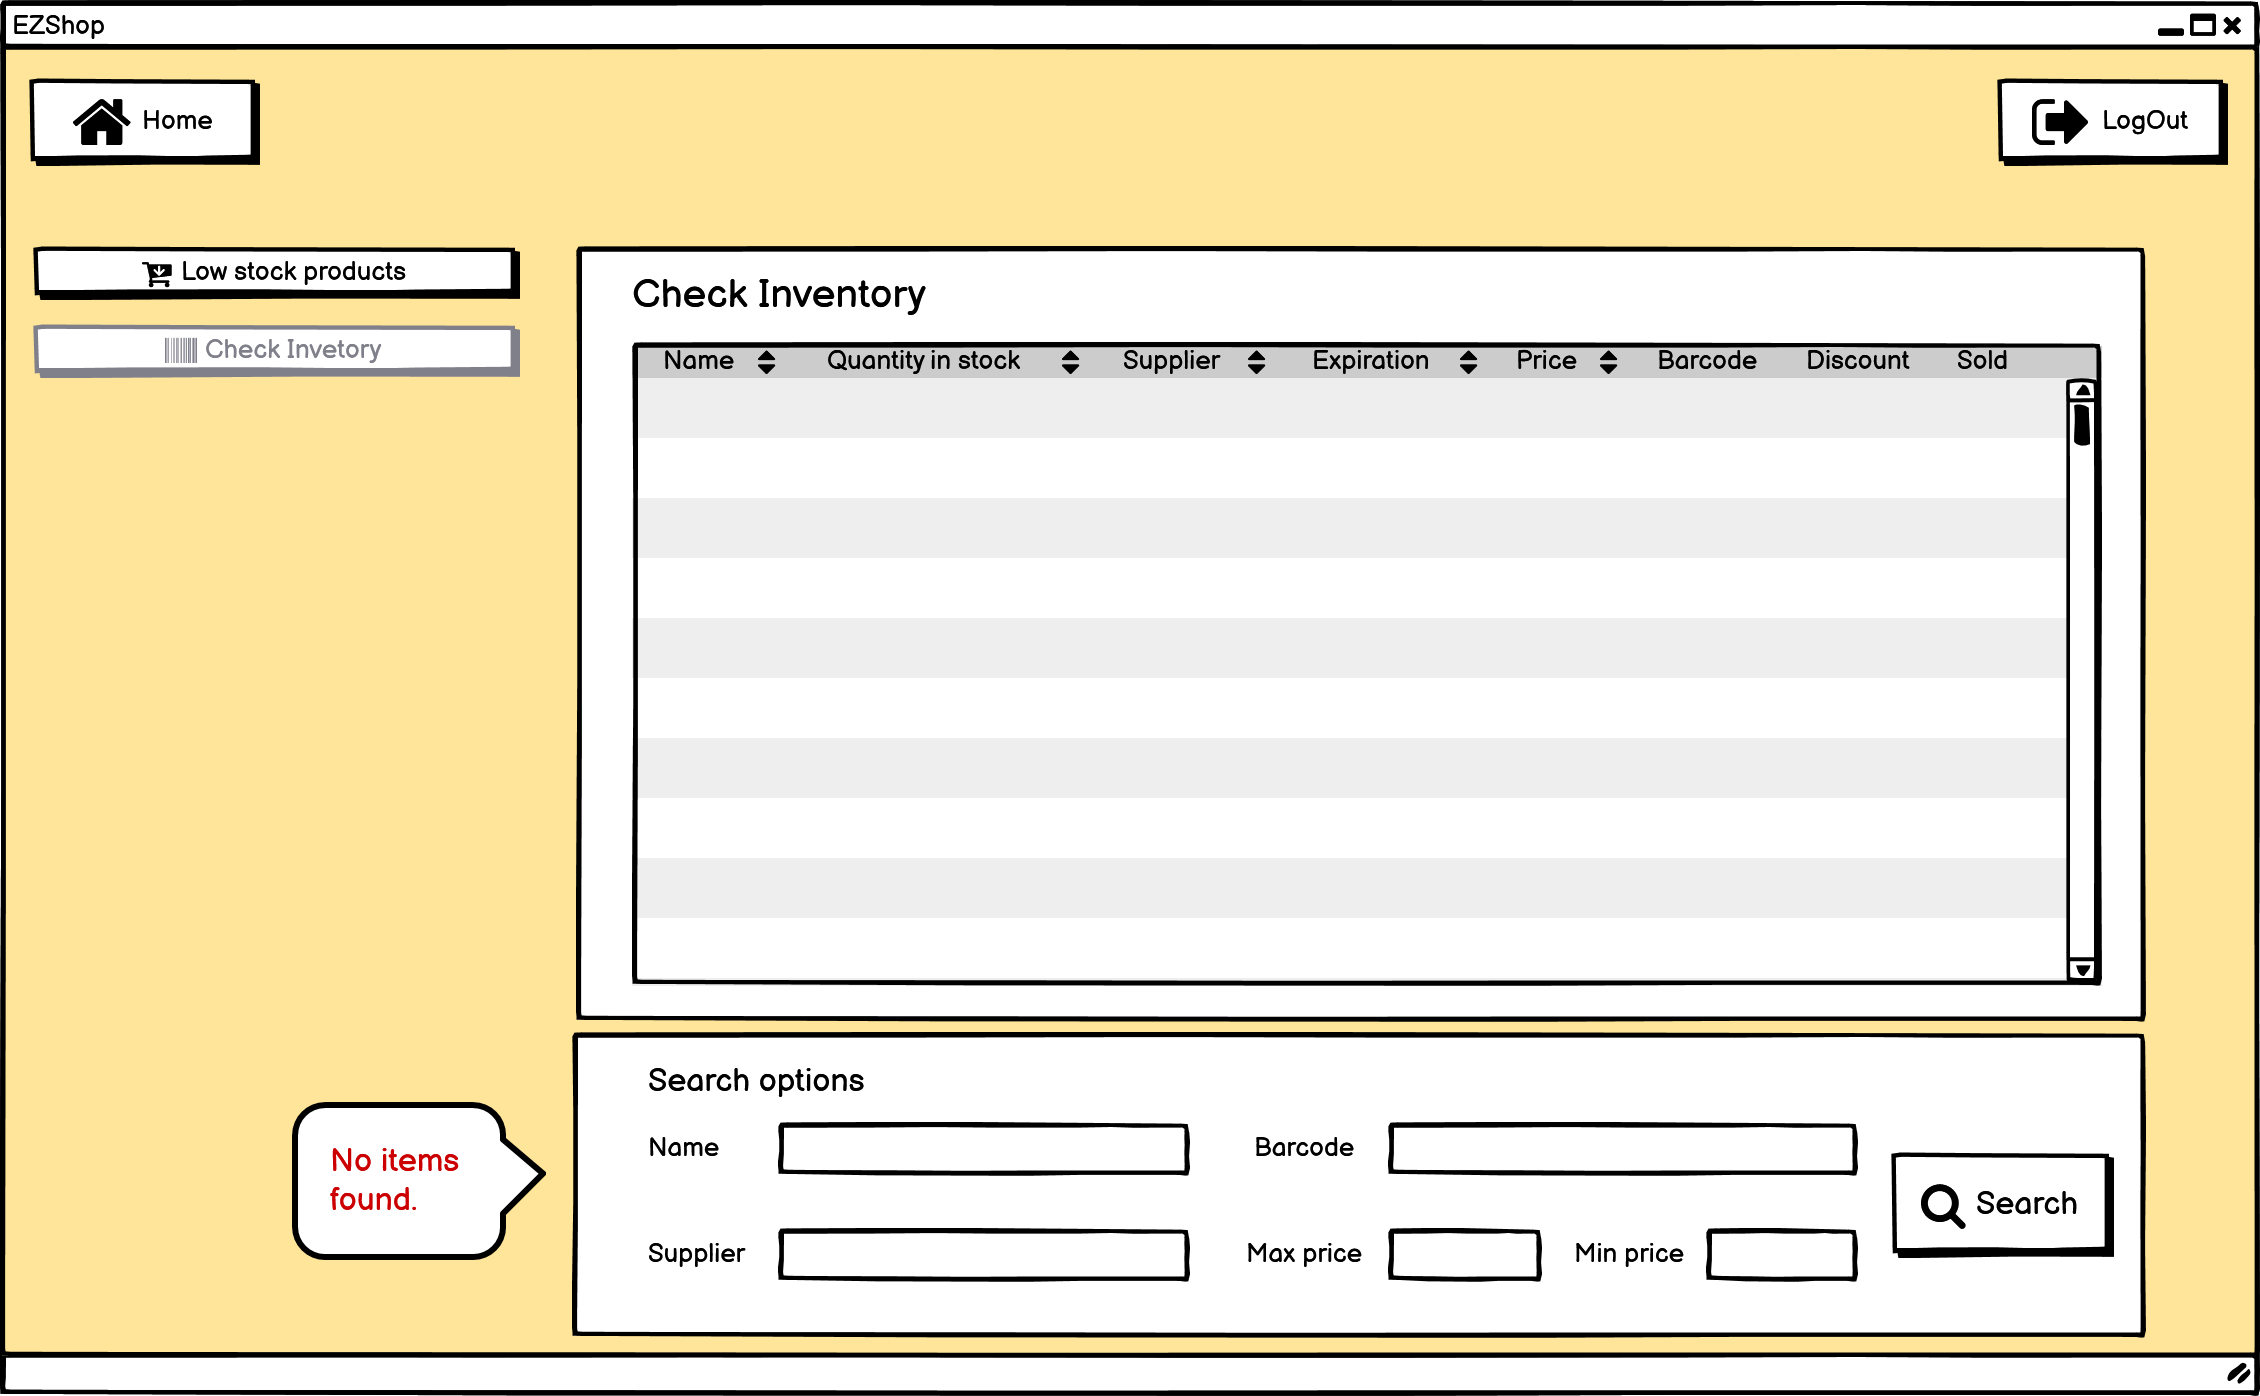 EZShop
Home
LogOut
Low stock products
Check Invetory
Check Inventory
Name Quantity in stock Supplier Expiration Price Barcode Discount Sold
Search options
Name
Barcode
No items
found.
Search
Supplier
Max price
Min price